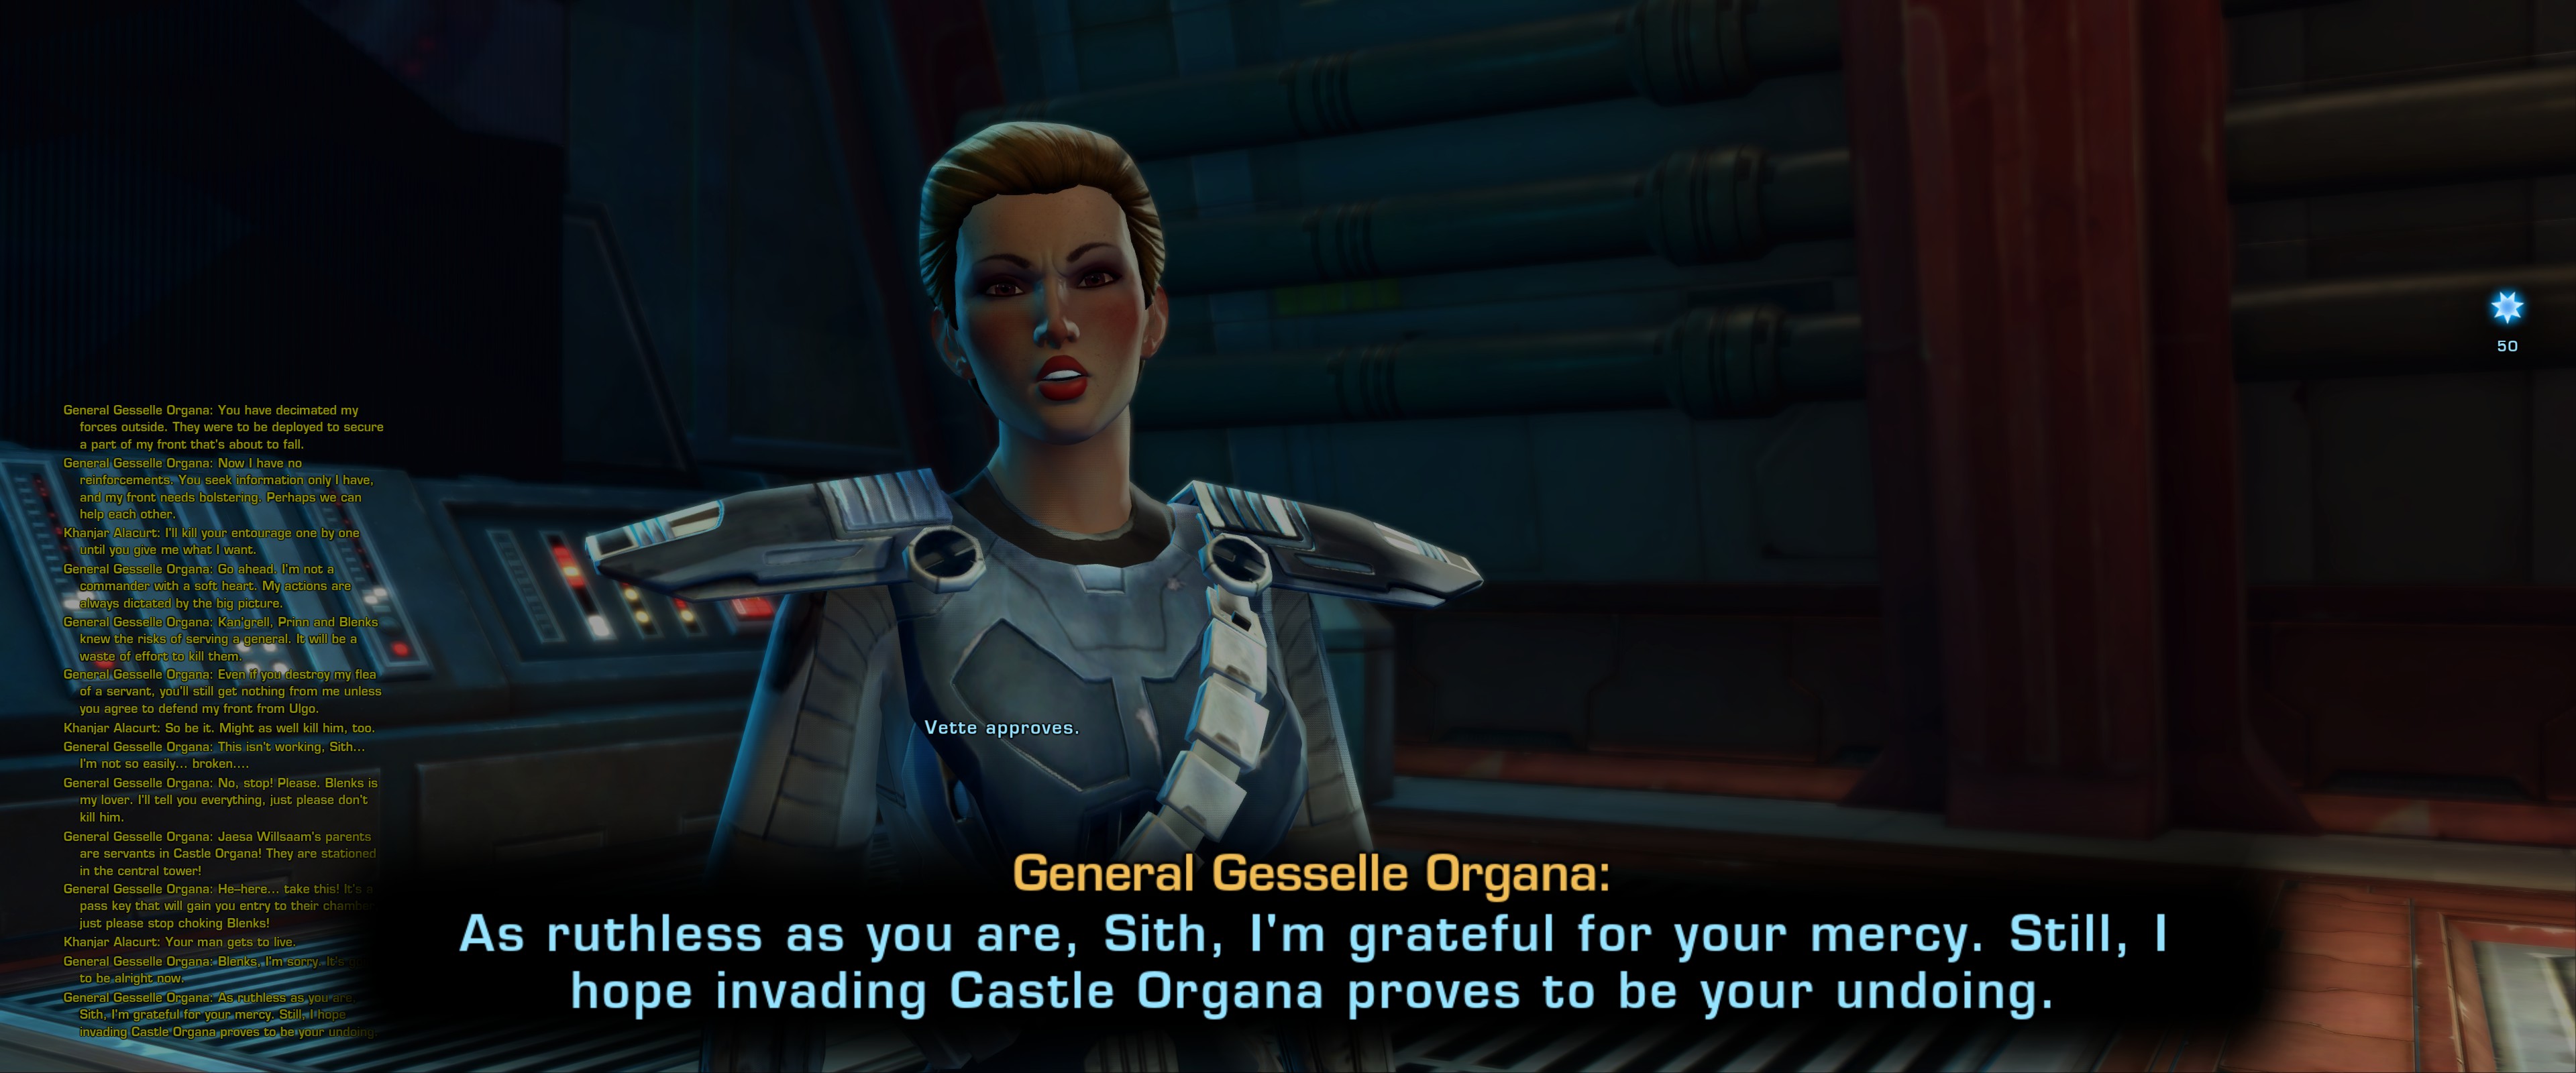 General Gesselle Organa: You have decimated my
forces outside. They were to be deployed to secure
a part of my front that's about to fall.
General Gesselle Organa: Now I have no
reinforcements. You seek information only I have,
and my front needs bolstering. Perhaps we can
help each other.
Khanjar Alacurt: I'll kill your entourage one by one
until you give me what I want.
General Gesselle Organa: Go ahead. I'm not a
commander with a soft heart. My actions are
always dictated by the big picture.
General Gesselle Organa: Kan'grell, Prinn and Blenks
knew the risks of serving a general. It will be a
waste of effort to kill them.
General Gesselle Organa: Even if you destroy my flea
of a servant, you'll still get nothing from me unless
you agree to defend my front from Ulgo.
Khanjar Alacurt: So be it. Might as well kill him, too.
General Gesselle Organa: This isn't working, Sith...
I'm not so easily... broken....
General Gesselle Organa: No, stop! Please. Blenks is
my lover. I'll tell you everything, just please don't
kill him.
General Gesselle Organa: Jaesa Willsaam's parents
are servants in Castle Organa! They are stationed
in the central tower!
General Gesselle Organa: He–here... take this! It's a
pass key that will gain you entry to their
just please stop choking Blenks!
Khanjar Alacurt: Your man gets to live.
General Gesselle Organa: Blenks, I'm sorry. It's
to be alright now.
General Gesselle Organa: As ruthless as you are,
Sith, I'm grateful for your mercy. Still, I hope
invading Castle Organa proves to be your undoing.
50
Vette approves.
General Gesselle Organa:
As ruthless as you are, Sith, I'm grateful for your mercy. Still, I
hope invading Castle Organa proves to be your undoing.